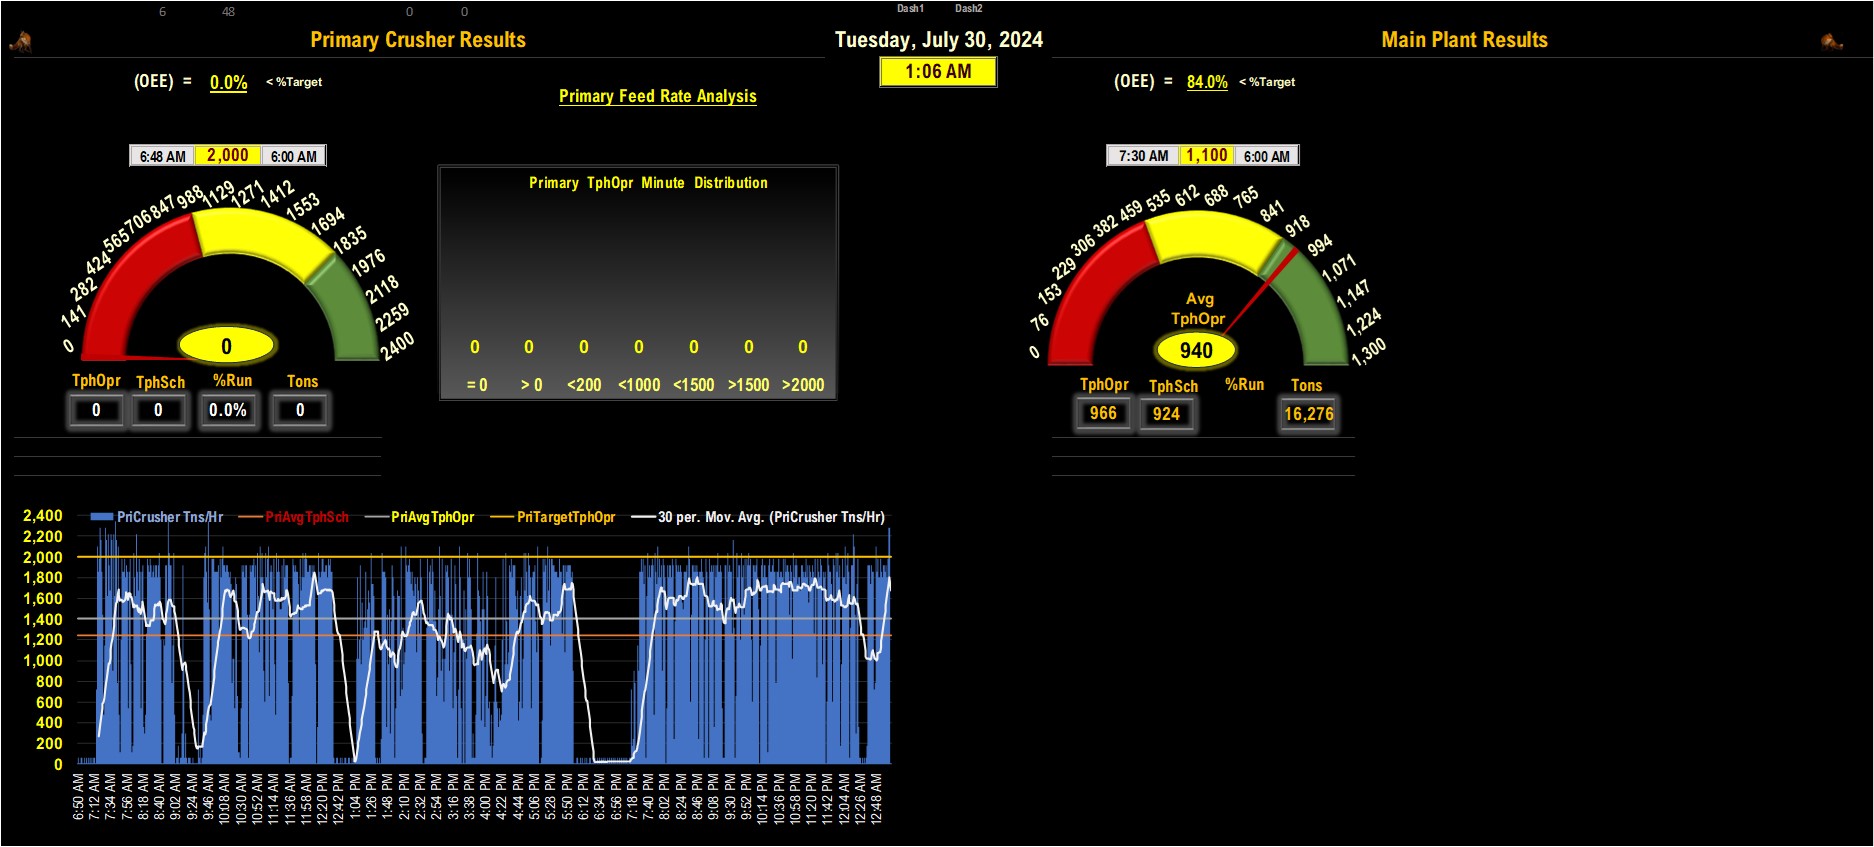 6 48 0 0 Dash1 Dash2
Primary Crusher Results
Tuesday, July 30, 2024
Main Plant Results
1:06 AM
(OEE) = 0.0% < %Target
Primary Feed Rate Analysis
(OEE) = 84.0% < %Target
6:48 AM 2,000 6:00 AM
7:30 AM 1,100 6:00 AM
0 141 282 424 565 706 847 988 1129 1271 1412 1553 1694 1835 1976 2118 2259 2400
0
TphOpr TphSch %Run Tons
0 0 0.0% 0
Primary TphOpr Minute Distribution
0 0 0 0 0 0 0
= 0 > 0 <200 <1000 <1500 >1500 >2000
0 76 153 229 306 382 459 535 612 688 765 841 918 994 1,071 1,147 1,224 1,300
Avg
TphOpr
940
TphOpr TphSch %Run Tons
966 924 16,276
PriCrusher Tns/Hr PriAvgTphSch PriAvgTphOpr PriTargetTphOpr 30 per. Mov. Avg. (PriCrusher Tns/Hr)
2,400
2,200
2,000
1,800
1,600
1,400
1,200
1,000
800
600
400
200
0
6:50 AM 7:12 AM 7:34 AM 7:56 AM 8:18 AM 8:40 AM 9:02 AM 9:24 AM 9:46 AM 10:08 AM 10:30 AM 10:52 AM 11:14 AM 11:36 AM 11:58 AM 12:20 PM 12:42 PM 1:04 PM 1:26 PM 1:48 PM 2:10 PM 2:32 PM 2:54 PM 3:16 PM 3:38 PM 4:00 PM 4:22 PM 4:44 PM 5:06 PM 5:28 PM 5:50 PM 6:12 PM 6:34 PM 6:56 PM 7:18 PM 7:40 PM 8:02 PM 8:24 PM 8:46 PM 9:08 PM 9:30 PM 9:52 PM 10:14 PM 10:36 PM 10:58 PM 11:20 PM 11:42 PM 12:04 AM 12:26 AM 12:48 AM